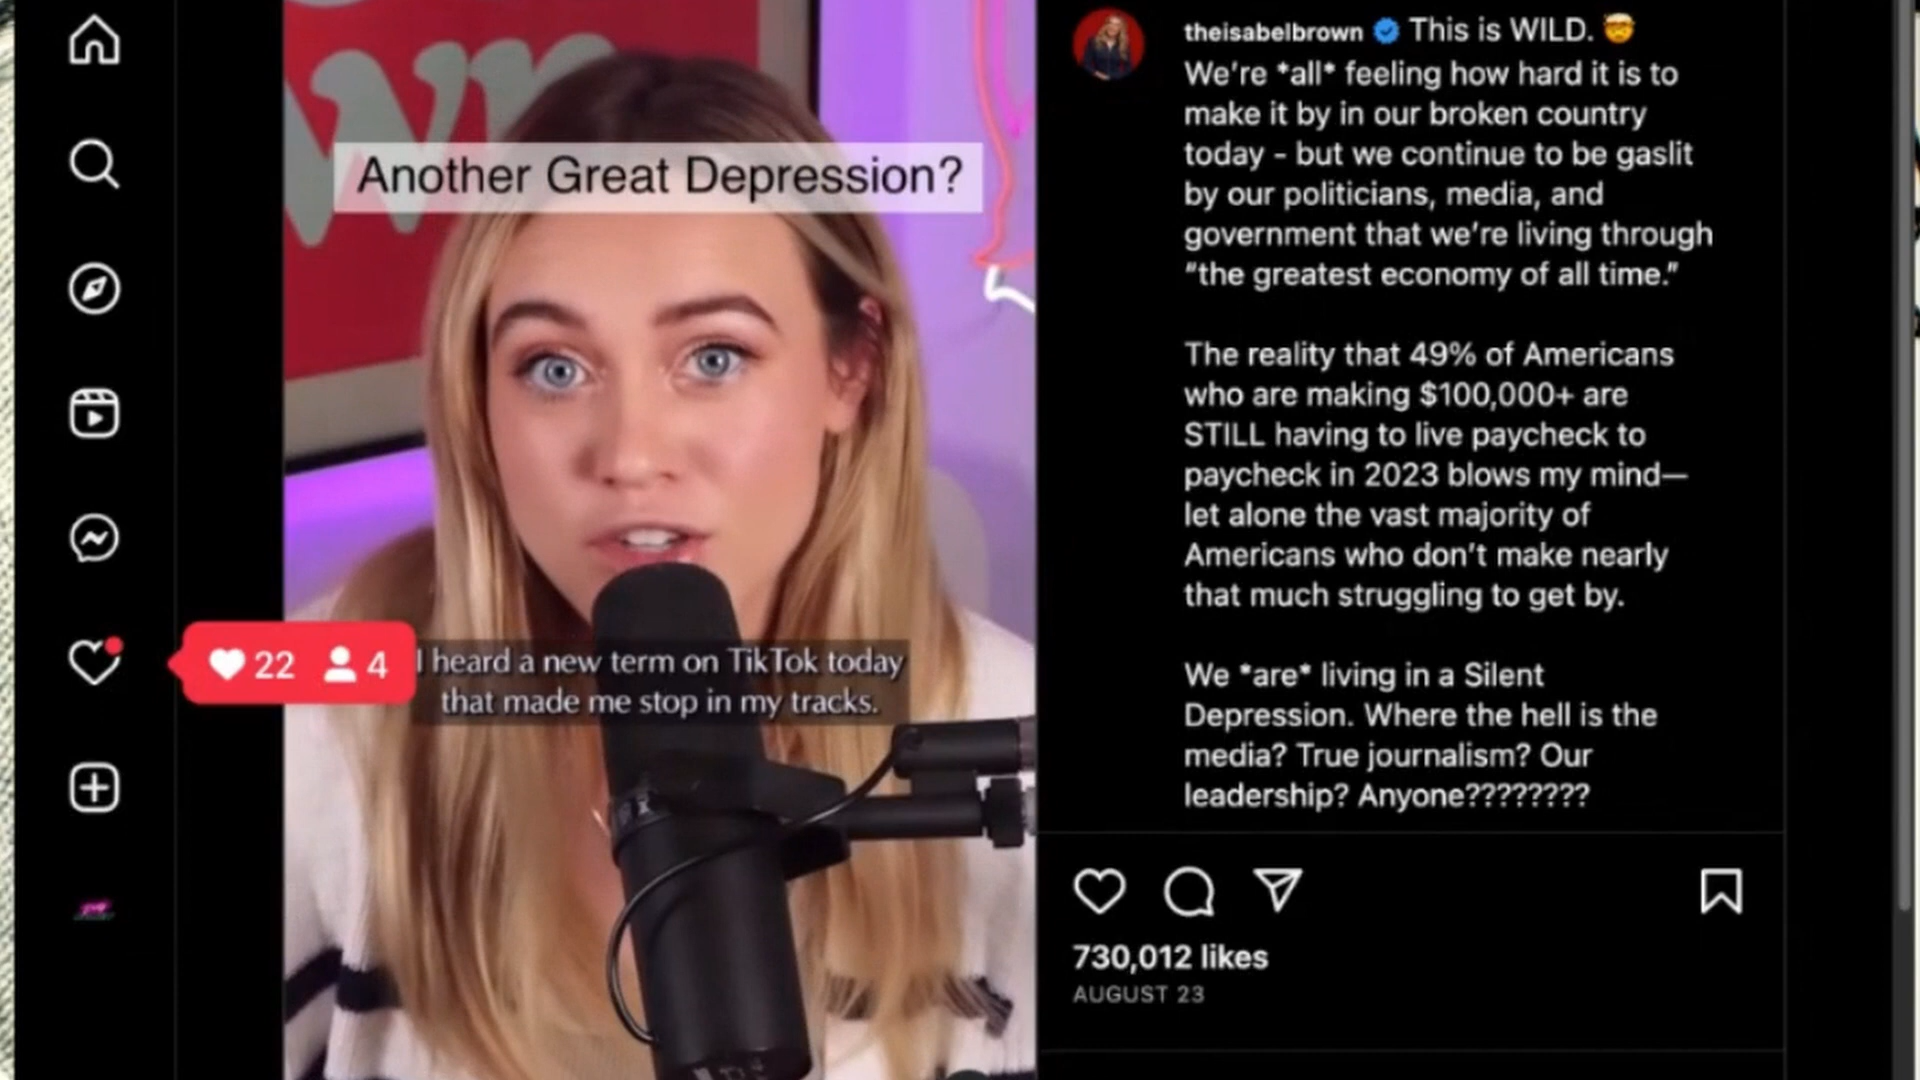 wn
Another Great Depression?
I heard a new term on TikTok today
that made me stop in my tracks.
22 4
theisabelbrown This is WILD. 🤯
We're *all* feeling how hard it is to
make it by in our broken country
today - but we continue to be gaslit
by our politicians, media, and
government that we're living through
"the greatest economy of all time."
The reality that 49% of Americans
who are making $100,000+ are
STILL having to live paycheck to
paycheck in 2023 blows my mind—
let alone the vast majority of
Americans who don't make nearly
that much struggling to get by.
We *are* living in a Silent
Depression. Where the hell is the
media? True journalism? Our
leadership? Anyone????????
730,012 likes
AUGUST 23